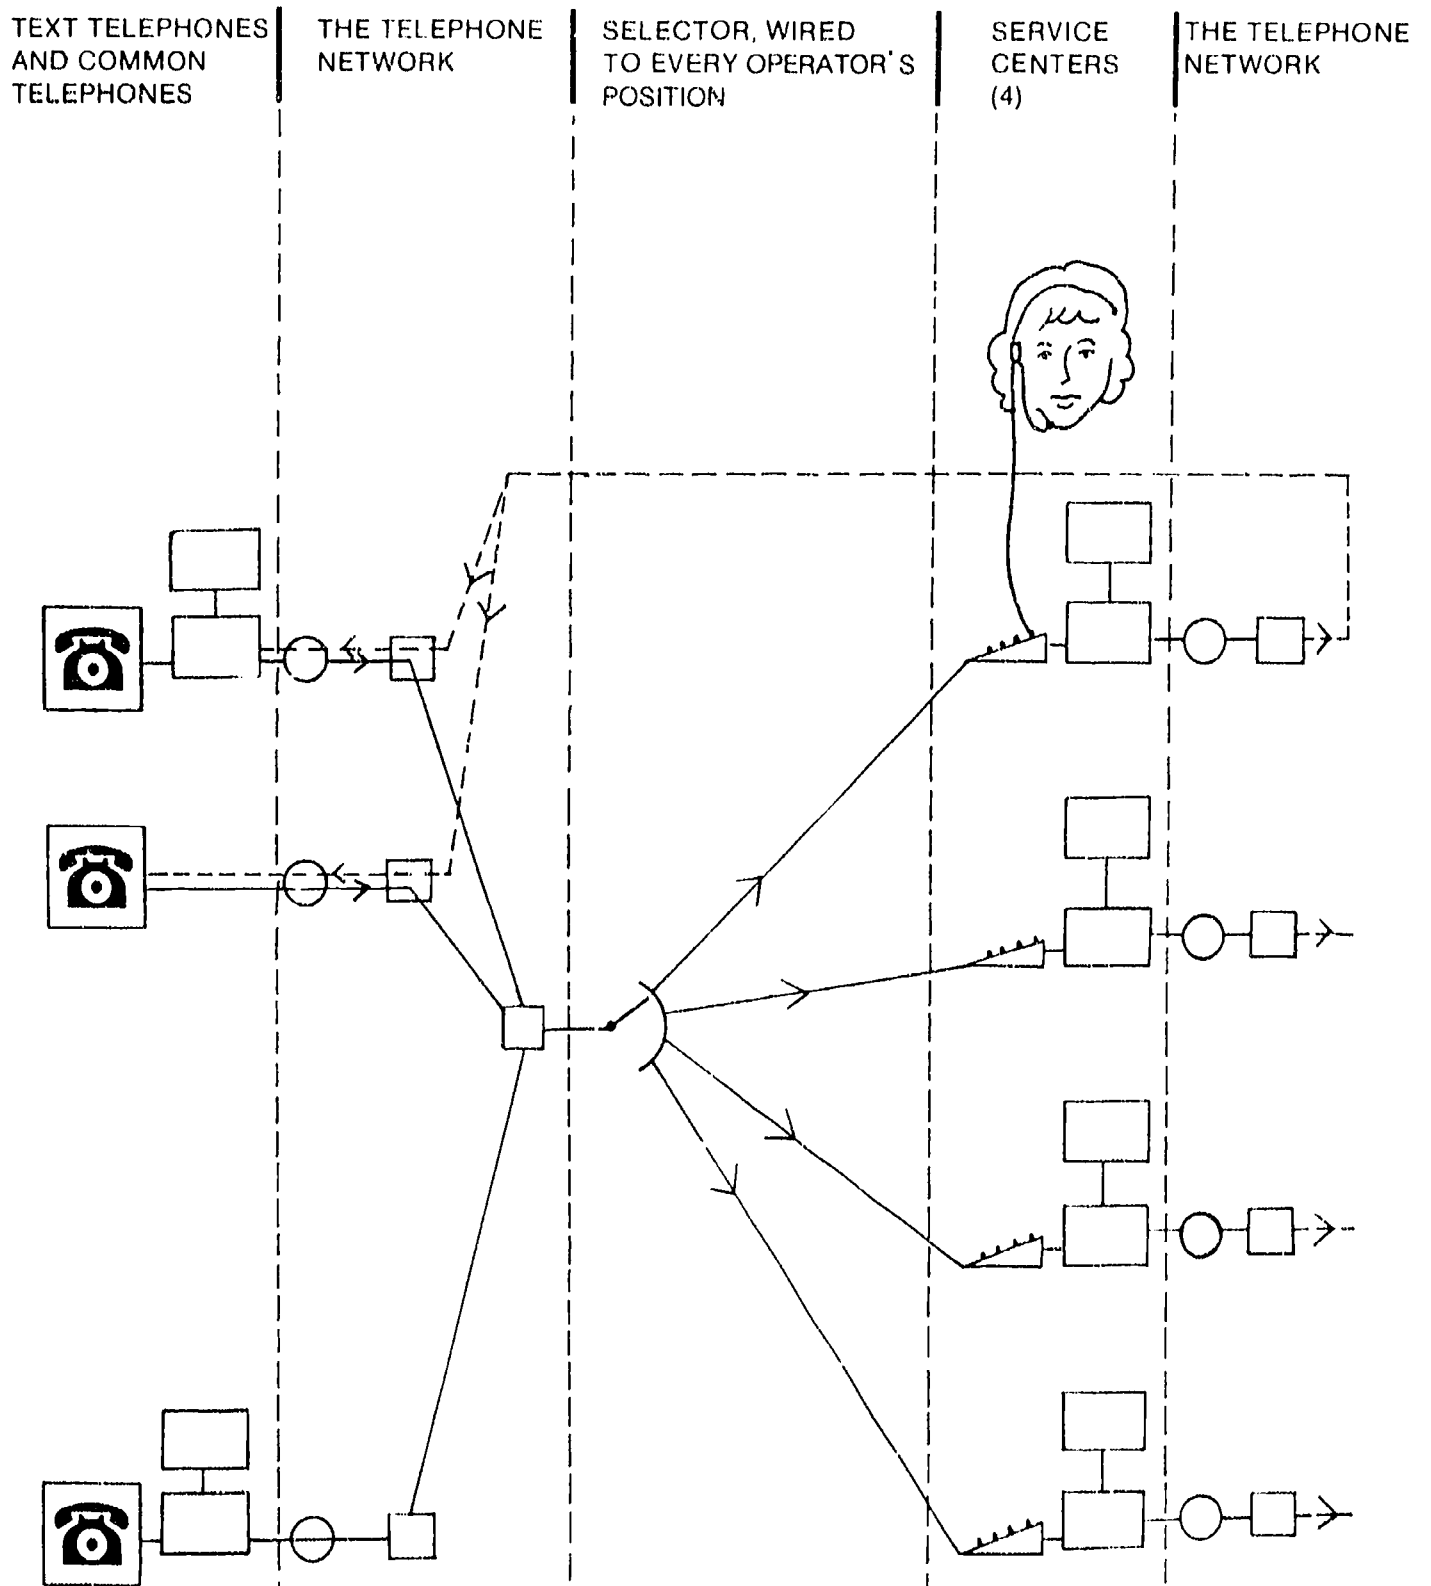 TEXT TELEPHONES
AND COMMON
TELEPHONES
THE TELEPHONE
NETWORK
SELECTOR, WIRED
TO EVERY OPERATOR'S
POSITION
SERVICE
CENTERS
(4)
THE TELEPHONE
NETWORK